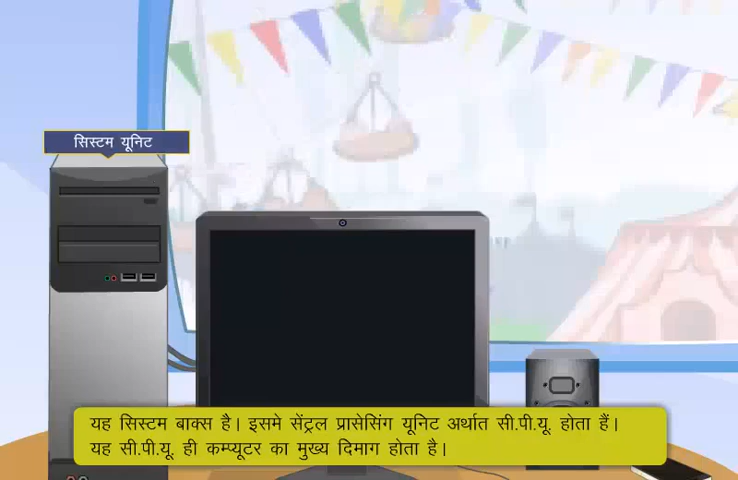 सिस्टम यूनिट
यह सिस्टम बाक्स है। इसमे सेंट्रल प्रासेसिंग यूनिट अर्थात सी.पी.यू. होता हैं।
यह सी.पी.यू. ही कम्प्यूटर का मुख्य दिमाग होता है।